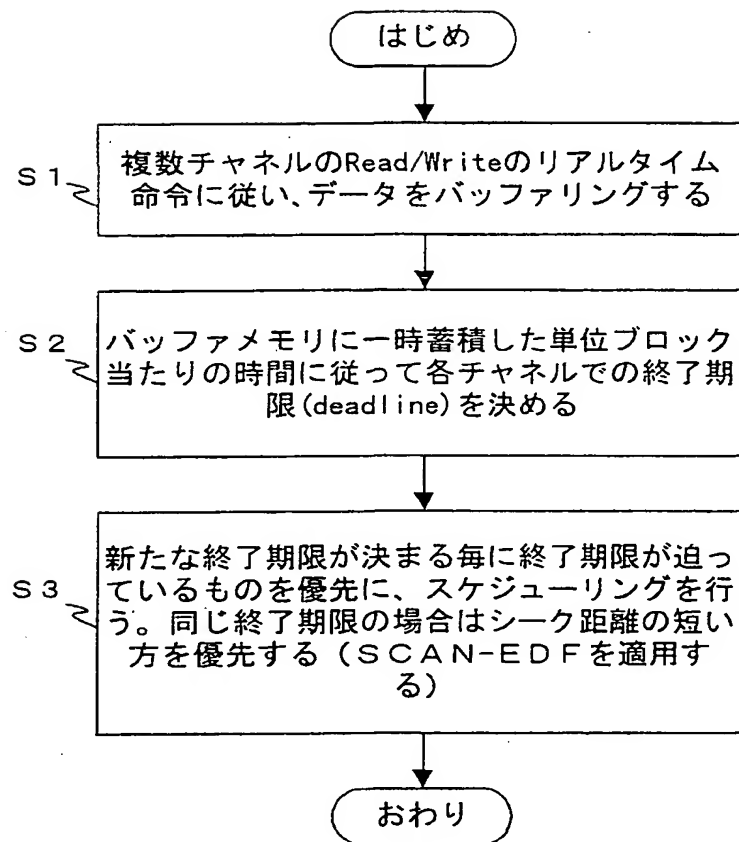 はじめ
S1
複数チャネルのRead/Writeのリアルタイム
命令に従い、データをバッファリングする
S2
バッファメモリに一時蓄積した単位ブロック
当たりの時間に従って各チャネルでの終了期
限(deadline)を決める
S3
新たな終了期限が決まる毎に終了期限が迫っ
ているものを優先に、スケジューリングを行
う。同じ終了期限の場合はシーク距離の短い
方を優先する(SCAN-EDFを適用す
る)
おわり